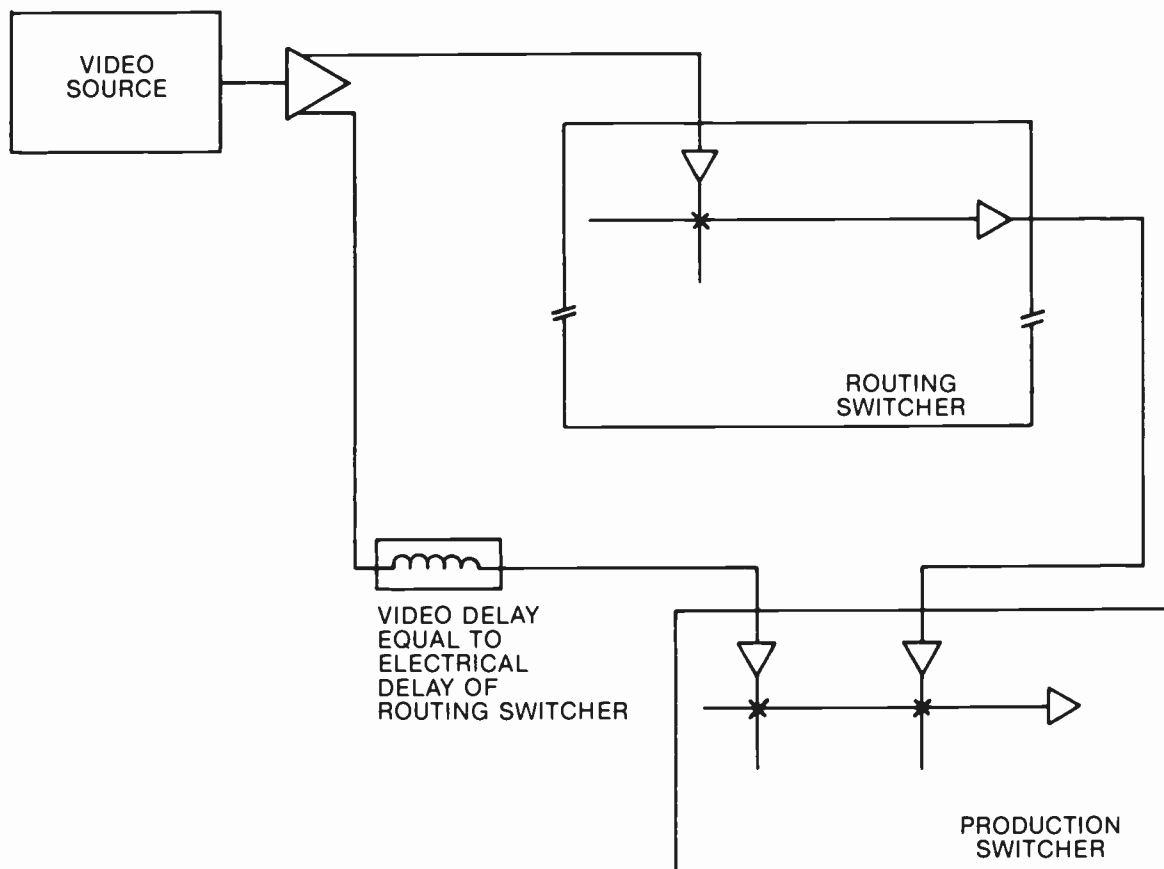 VIDEO
SOURCE
ROUTING
SWITCHER
VIDEO DELAY
EQUAL TO
ELECTRICAL
DELAY OF
ROUTING SWITCHER
PRODUCTION
SWITCHER